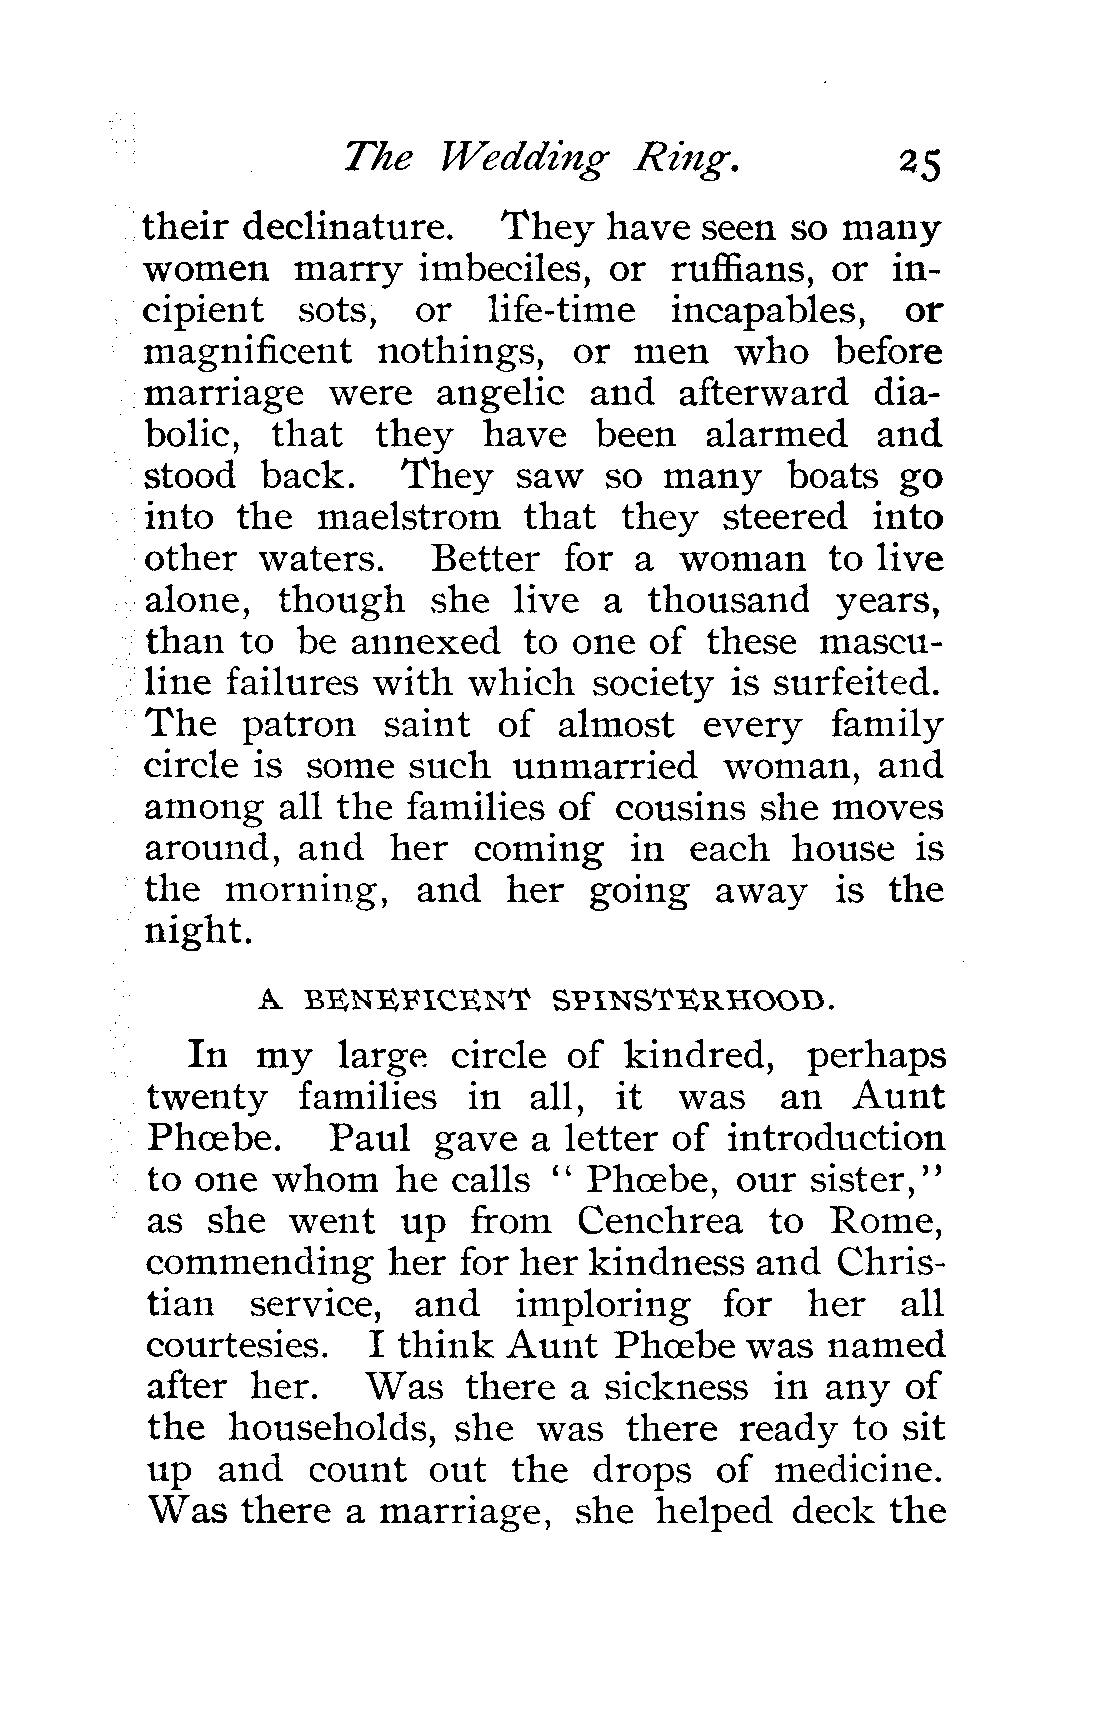 The Wedding Ring. 25
their declinature. They have seen so many
women marry imbeciles, or ruffians, or in-
cipient sots, or life-time incapables, or
magnificent nothings, or men who before
marriage were angelic and afterward dia-
bolic, that they have been alarmed and
stood back. They saw so many boats go
into the maelstrom that they steered into
other waters. Better for a woman to live
alone, though she live a thousand years,
than to be annexed to one of these mascu-
line failures with which society is surfeited.
The patron saint of almost every family
circle is some such unmarried woman, and
among all the families of cousins she moves
around, and her coming in each house is
the morning, and her going away is the
night.
A BENEFICENT SPINSTERHOOD.
In my large circle of kindred, perhaps
twenty families in all, it was an Aunt
Phœbe. Paul gave a letter of introduction
to one whom he calls “ Phœbe, our sister,”
as she went up from Cenchrea to Rome,
commending her for her kindness and Chris-
tian service, and imploring for her all
courtesies. I think Aunt Phœbe was named
after her. Was there a sickness in any of
the households, she was there ready to sit
up and count out the drops of medicine.
Was there a marriage, she helped deck the